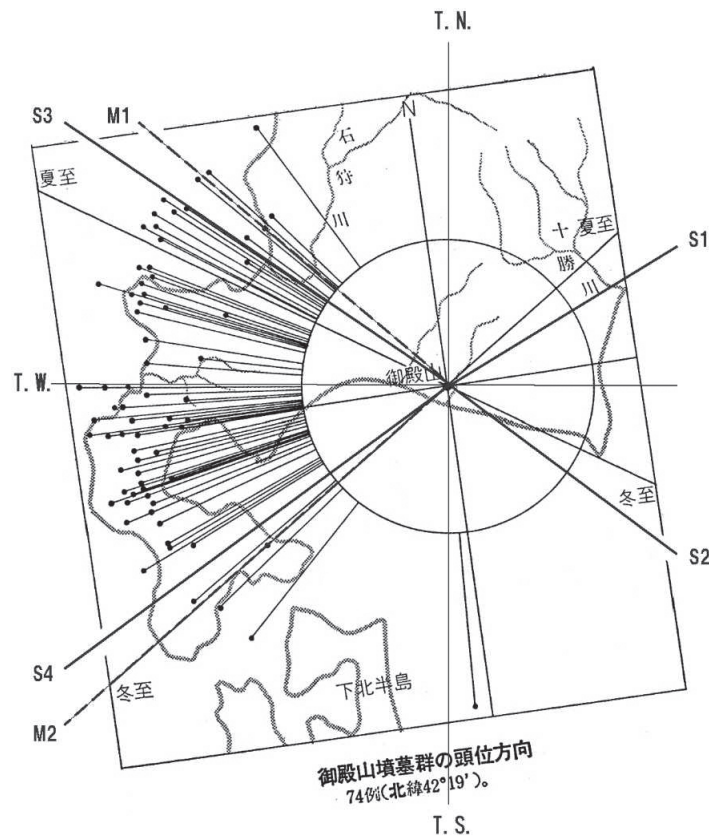 T. N.
S3
M1
N
石狩川
夏至
十勝川
夏至
S1
御殿山
T. W.
冬至
S2
S4
冬至
下北半島
M2
御殿山墳墓群の頭位方向
74例(北緯42°19')。
T. S.